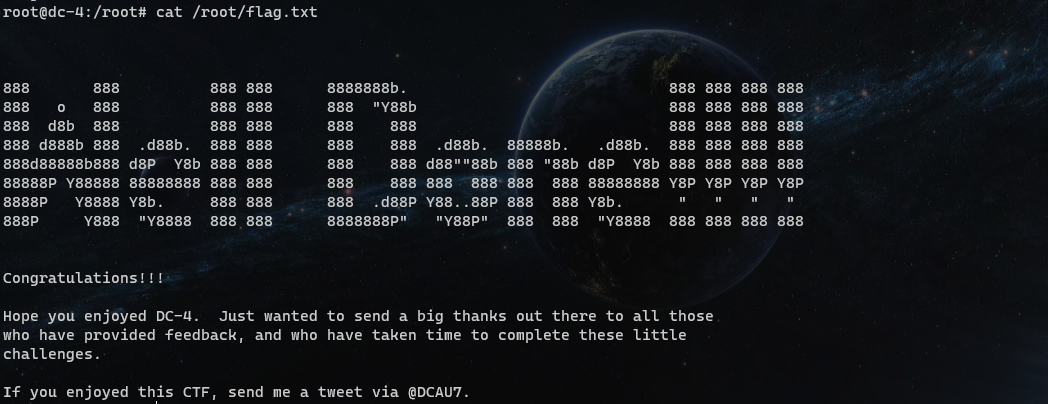 root@dc-4:/root# cat /root/flag.txt
888       888          888 888      8888888b.                             888 888 888 888
888   o   888          888 888      888  "Y88b                            888 888 888 888
888  d8b  888          888 888      888    888                            888 888 888 888
888 d888b 888  .d88b.  888 888      888    888  .d88b.  88888b.   .d88b.  888 888 888 888
888d88888b888 d8P  Y8b 888 888      888    888 d88""88b 888 "88b d8P  Y8b 888 888 888 888
88888P Y88888 88888888 888 888      888    888 888  888 888  888 88888888 Y8P Y8P Y8P Y8P
8888P   Y8888 Y8b.     888 888      888  .d88P Y88..88P 888  888 Y8b.      "   "   "   "
888P     Y888  "Y8888  888 888      8888888P"   "Y88P"  888  888  "Y8888  888 888 888 888
Congratulations!!!
Hope you enjoyed DC-4.  Just wanted to send a big thanks out there to all those
who have provided feedback, and who have taken time to complete these little
challenges.
If you enjoyed this CTF, send me a tweet via @DCAU7.